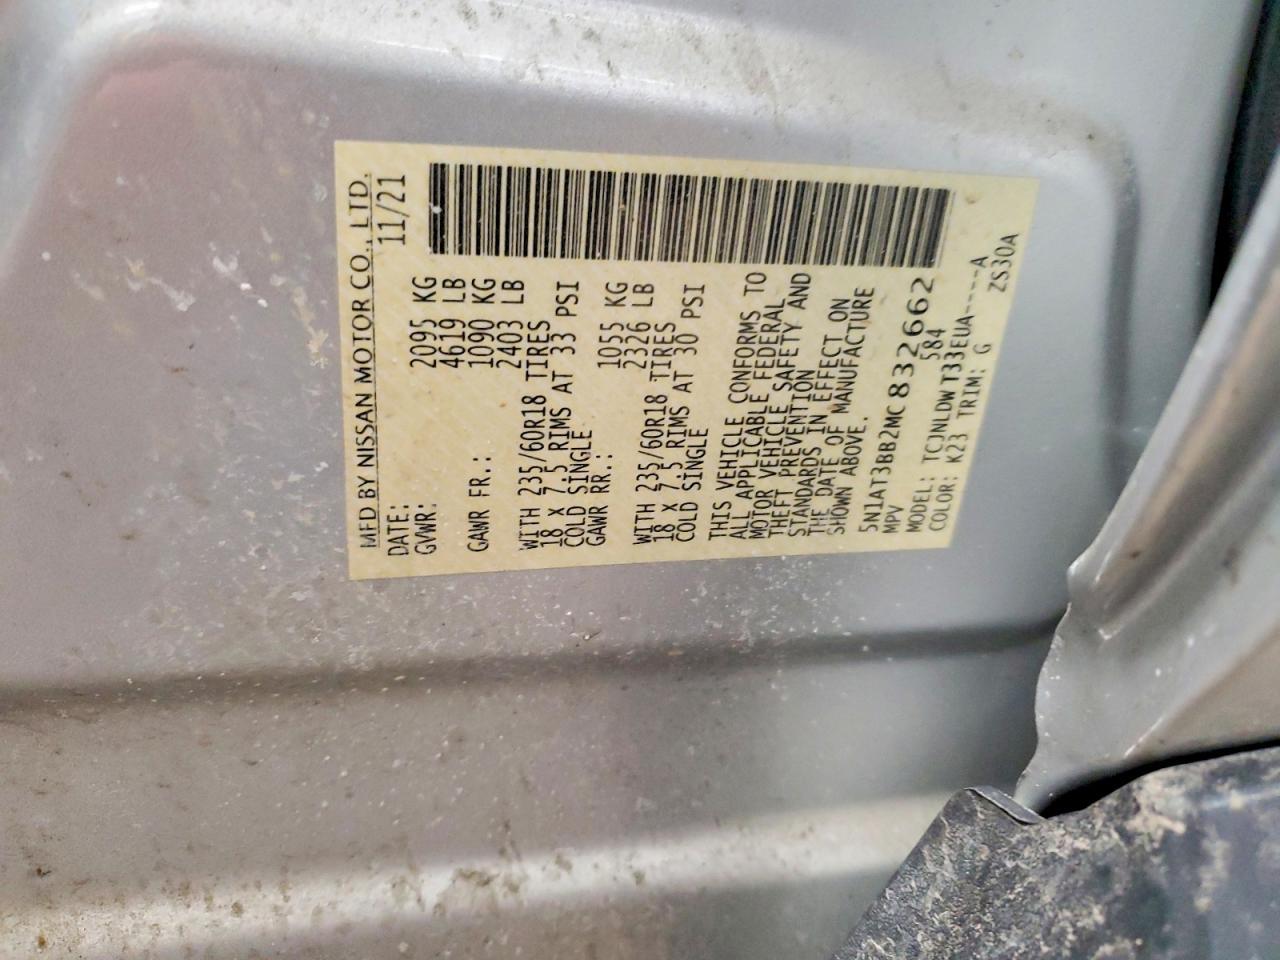 MFD BY NISSAN MOTOR CO., LTD.
DATE: 11/21
GVWR: 2095 KG
4619 LB
GAWR FR.: 1090 KG
2403 LB
WITH 235/60R18 TIRES
18 X 7.5 RIMS AT 33 PSI
COLD SINGLE
GAWR RR.: 1055 KG
2326 LB
WITH 235/60R18 TIRES
18 X 7.5 RIMS AT 30 PSI
COLD SINGLE
THIS VEHICLE CONFORMS TO
ALL APPLICABLE FEDERAL
MOTOR VEHICLE SAFETY AND
THEFT PREVENTION
STANDARDS IN EFFECT ON
THE DATE OF MANUFACTURE
SHOWN ABOVE.
5N1AT3BB2MC832662
MPV 584
MODEL: TCJNLDWT33EUA----A
COLOR: K23 TRIM: G ZS30A